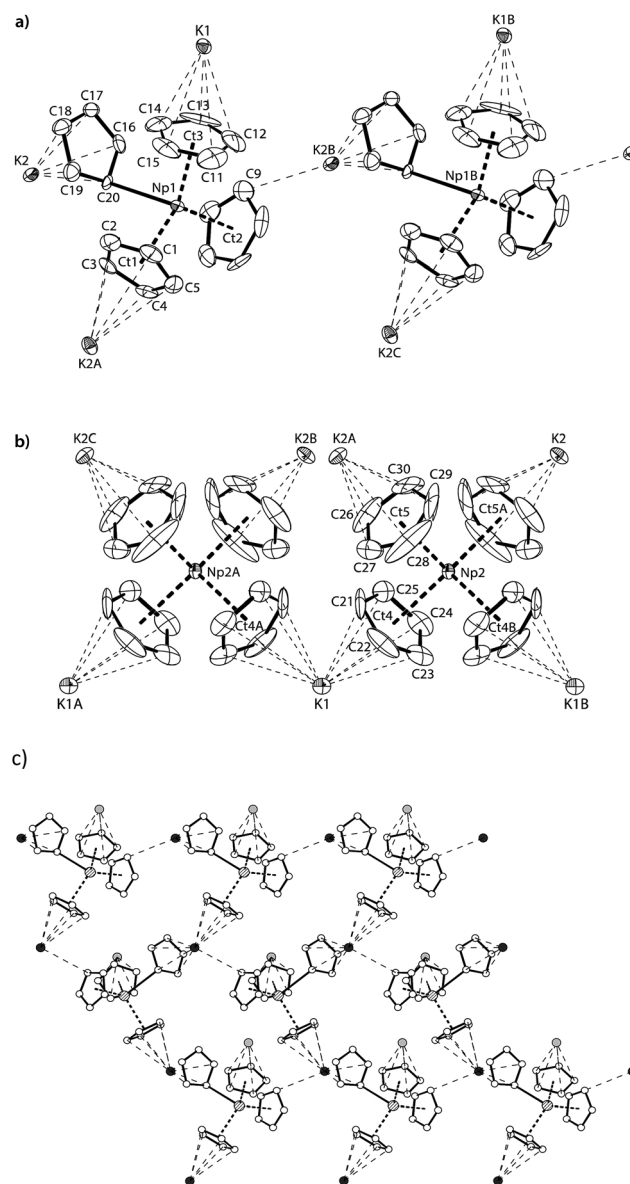 a)
K1
K1B
C17
C18
C16
C14
C13
C12
Ct3
C15
C11
K2
C19
C20
Np1
C9
K2B
Np1B
C2
C1
Ct2
C3
Ct1
C5
C4
K2A
K2C
b)
K2C
K2B
K2A
K2
C30
C29
C26
Ct5
Ct5A
C27
C28
Np2A
Np2
C21
C25
C24
Ct4
Ct4A
Ct4B
C22
C23
K1A
K1
K1B
c)